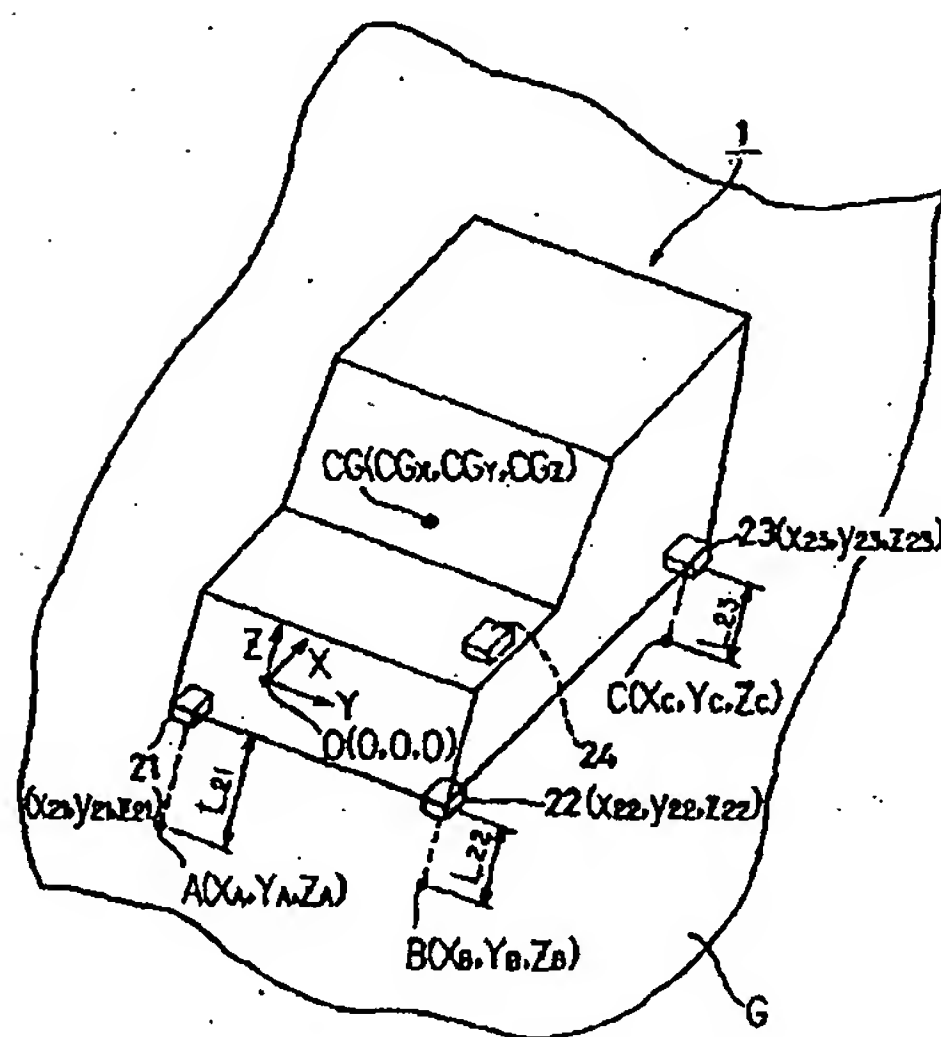 1
CG(CGX,CGY,CGZ)
23(X23,Y23,Z23)
L23
Z
X
Y
C(XC,YC,ZC)
O(0,0,0)
24
21
(X21,Y21,Z21)
L21
22(X22,Y22,Z22)
L22
A(XA,YA,ZA)
B(XB,YB,ZB)
G